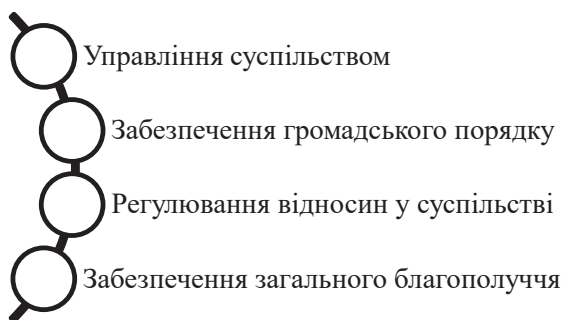 Управління суспільством
Забезпечення громадського порядку
Регулювання відносин у суспільстві
Забезпечення загального благополуччя